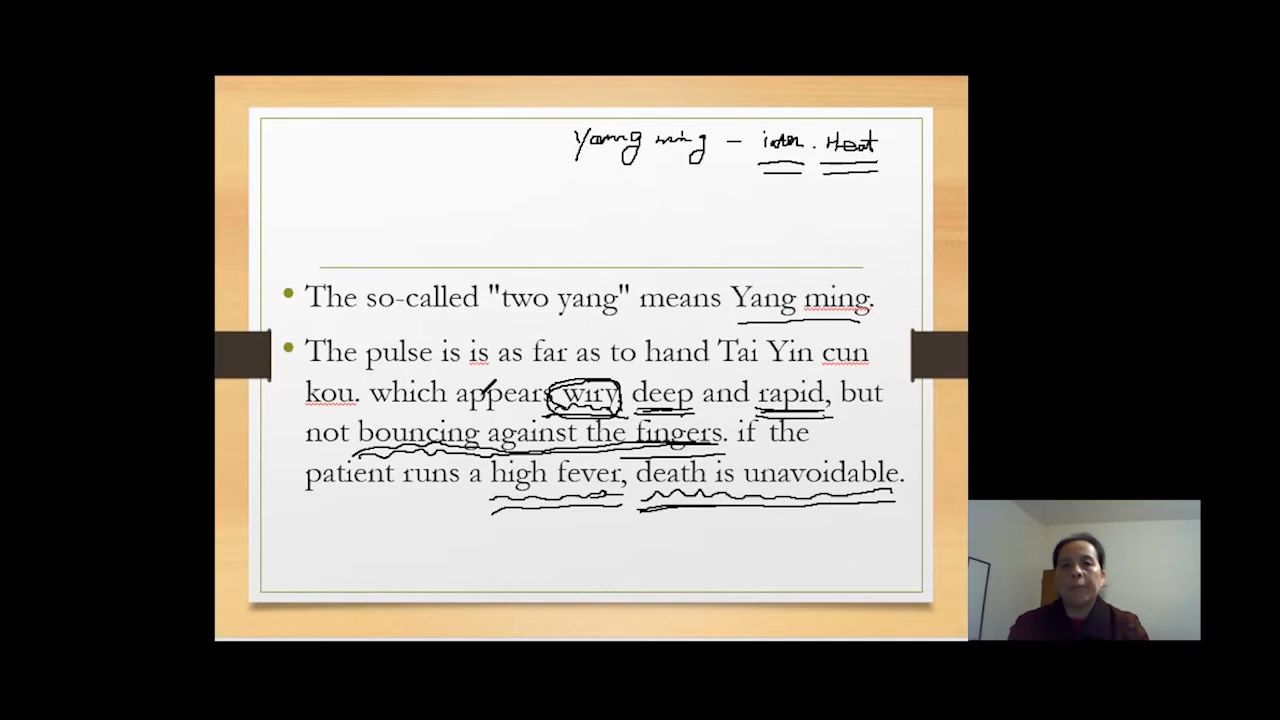 Yang ming - inter. Heat
The so-called "two yang" means Yang ming.
The pulse is is as far as to hand Tai Yin cun
kou. which appears wiry deep and rapid, but
not bouncing against the fingers. if the
patient runs a high fever, death is unavoidable.